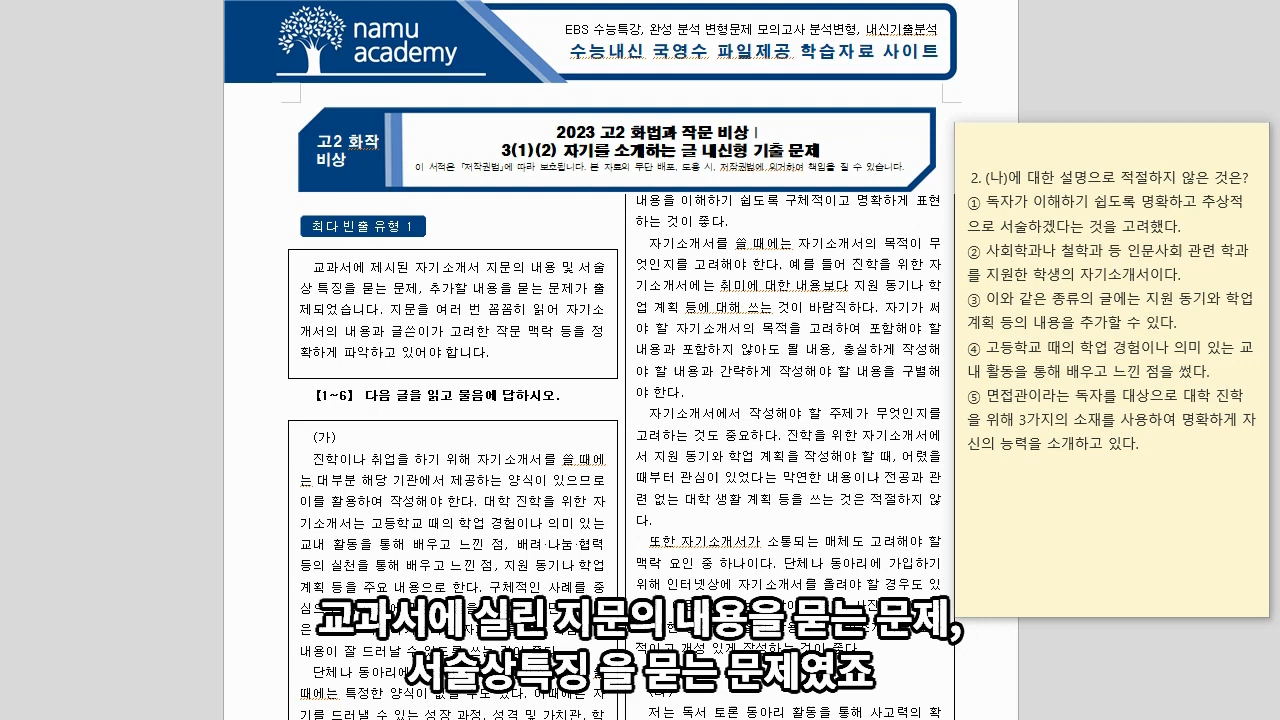 namu
academy
EBS 수능특강, 완성 분석 변형문제 모의고사 분석변형, 내신기출분석
수능내신 국영수 파일제공 학습자료 사이트
고2 화작
비상
2023 고2 화법과 작문 비상
3(1)(2) 자기를 소개하는 글 내신형 기출 문제
이 서적은 「저작권법」에 따라 보호됩니다. 본 자료의 무단 배포, 도용 시, 저작권법에 의거하여 책임을 질 수 있습니다.
최다 빈출 유형 1
교과서에 제시된 자기소개서 지문의 내용 및 서술
상 특징을 묻는 문제, 추가할 내용을 묻는 문제가 출
제되었습니다. 지문을 여러 번 꼼꼼히 읽어 자기소
개서의 내용과 글쓴이가 고려한 작문 맥락 등을 정
확하게 파악하고 있어야 합니다.
【1~6】 다음 글을 읽고 물음에 답하시오.
(가)
진학이나 취업을 하기 위해 자기소개서를 쓸 때에
는 대부분 해당 기관에서 제공하는 양식이 있으므로
이를 활용하여 작성해야 한다. 대학 진학을 위한 자
기소개서는 고등학교 때의 학업 경험이나 의미 있는
교내 활동을 통해 배우고 느낀 점, 배려·나눔·협력
등의 실천을 통해 배우고 느낀 점, 지원 동기나 학업
계획 등을 주요 내용으로 한다. 구체적인 사례를 중
단체나 동아리에
때에는 특정한 양식이 없을 수도 있다. 이때에는 자
기를 드러낼 수 있는 성장 과정, 성격 및 가치관, 학
내용을 이해하기 쉽도록 구체적이고 명확하게 표현
하는 것이 좋다.
자기소개서를 쓸 때에는 자기소개서의 목적이 무
엇인지를 고려해야 한다. 예를 들어 진학을 위한 자
기소개서에는 취미에 대한 내용보다 지원 동기나 학
업 계획 등에 대해 쓰는 것이 바람직하다. 자기가 써
야 할 자기소개서의 목적을 고려하여 포함해야 할
내용과 포함하지 않아도 될 내용, 충실하게 작성해
야 할 내용과 간략하게 작성해야 할 내용을 구별해
야 한다.
자기소개서에서 작성해야 할 주제가 무엇인지를
고려하는 것도 중요하다. 진학을 위한 자기소개서에
서 지원 동기와 학업 계획을 작성해야 할 때, 어렸을
때부터 관심이 있었다는 막연한 내용이나 전공과 관
련 없는 대학 생활 계획 등을 쓰는 것은 적절하지 않
다.
또한 자기소개서가 소통되는 매체도 고려해야 할
맥락 요인 중 하나이다. 단체나 동아리에 가입하기
위해 인터넷상에 자기소개서를 올려야 할 경우도 있
저는 독서 토론 동아리 활동을 통해 사고력의 확
2. (나)에 대한 설명으로 적절하지 않은 것은?
① 독자가 이해하기 쉽도록 명확하고 추상적
으로 서술하겠다는 것을 고려했다.
② 사회학과나 철학과 등 인문사회 관련 학과
를 지원한 학생의 자기소개서이다.
③ 이와 같은 종류의 글에는 지원 동기와 학업
계획 등의 내용을 추가할 수 있다.
④ 고등학교 때의 학업 경험이나 의미 있는 교
내 활동을 통해 배우고 느낀 점을 썼다.
⑤ 면접관이라는 독자를 대상으로 대학 진학
을 위해 3가지의 소재를 사용하여 명확하게 자
신의 능력을 소개하고 있다.
교과서에 실린 지문의 내용을 묻는 문제,
서술상특징 을 묻는 문제였죠